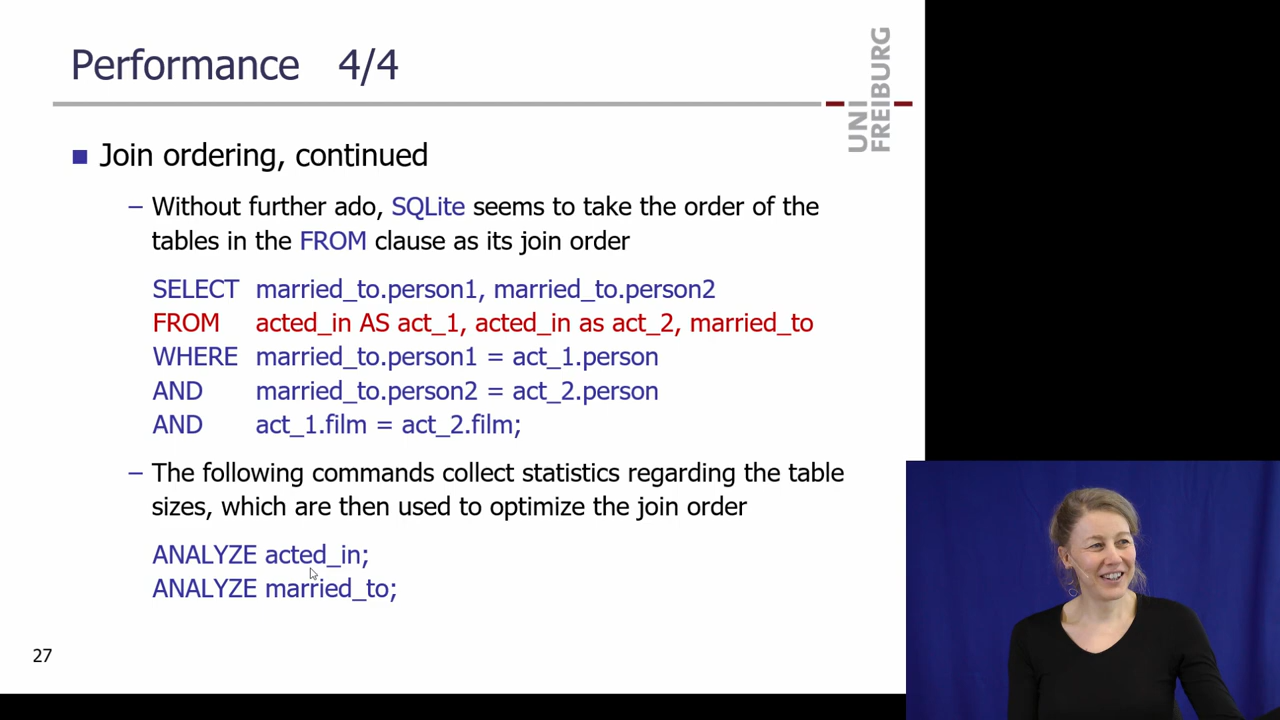 Performance 4/4
UNI
FREIBURG
Join ordering, continued
– Without further ado, SQLite seems to take the order of the
tables in the FROM clause as its join order
SELECT married_to.person1, married_to.person2
FROM acted_in AS act_1, acted_in as act_2, married_to
WHERE married_to.person1 = act_1.person
AND married_to.person2 = act_2.person
AND act_1.film = act_2.film;
– The following commands collect statistics regarding the table
sizes, which are then used to optimize the join order
ANALYZE acted_in;
ANALYZE married_to;
27